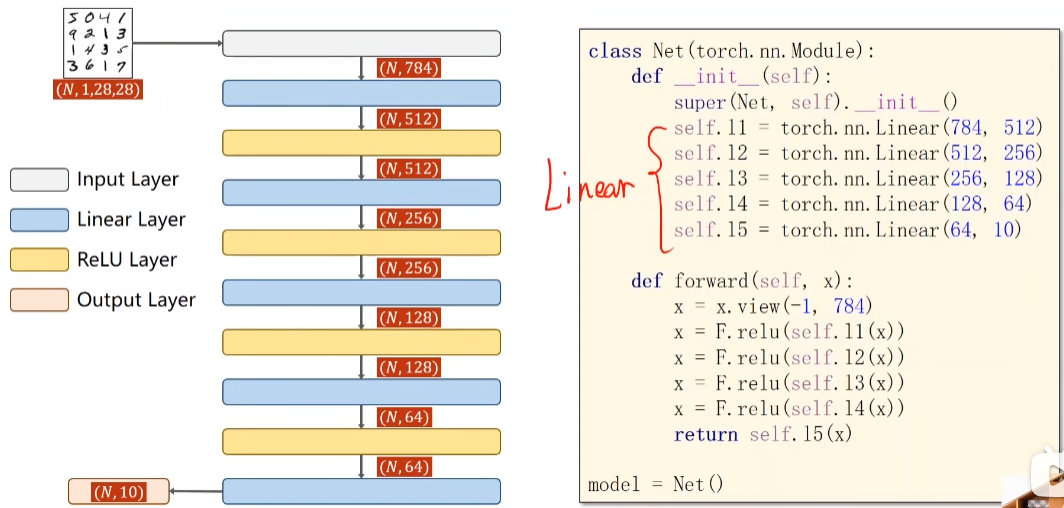 5 0 4 1
9 2 1 3
1 4 3 5
3 6 1 7
(N, 1,28,28)
(N, 784)
(N, 512)
(N, 512)
(N, 256)
(N, 256)
(N, 128)
(N, 128)
(N, 64)
(N, 64)
(N, 10)
Input Layer
Linear Layer
ReLU Layer
Output Layer
Linear
class Net(torch.nn.Module):
def __init__(self):
super(Net, self).__init__()
self.l1 = torch.nn.Linear(784, 512)
self.l2 = torch.nn.Linear(512, 256)
self.l3 = torch.nn.Linear(256, 128)
self.l4 = torch.nn.Linear(128, 64)
self.l5 = torch.nn.Linear(64, 10)
def forward(self, x):
x = x.view(-1, 784)
x = F.relu(self.l1(x))
x = F.relu(self.l2(x))
x = F.relu(self.l3(x))
x = F.relu(self.l4(x))
return self.l5(x)
model = Net()